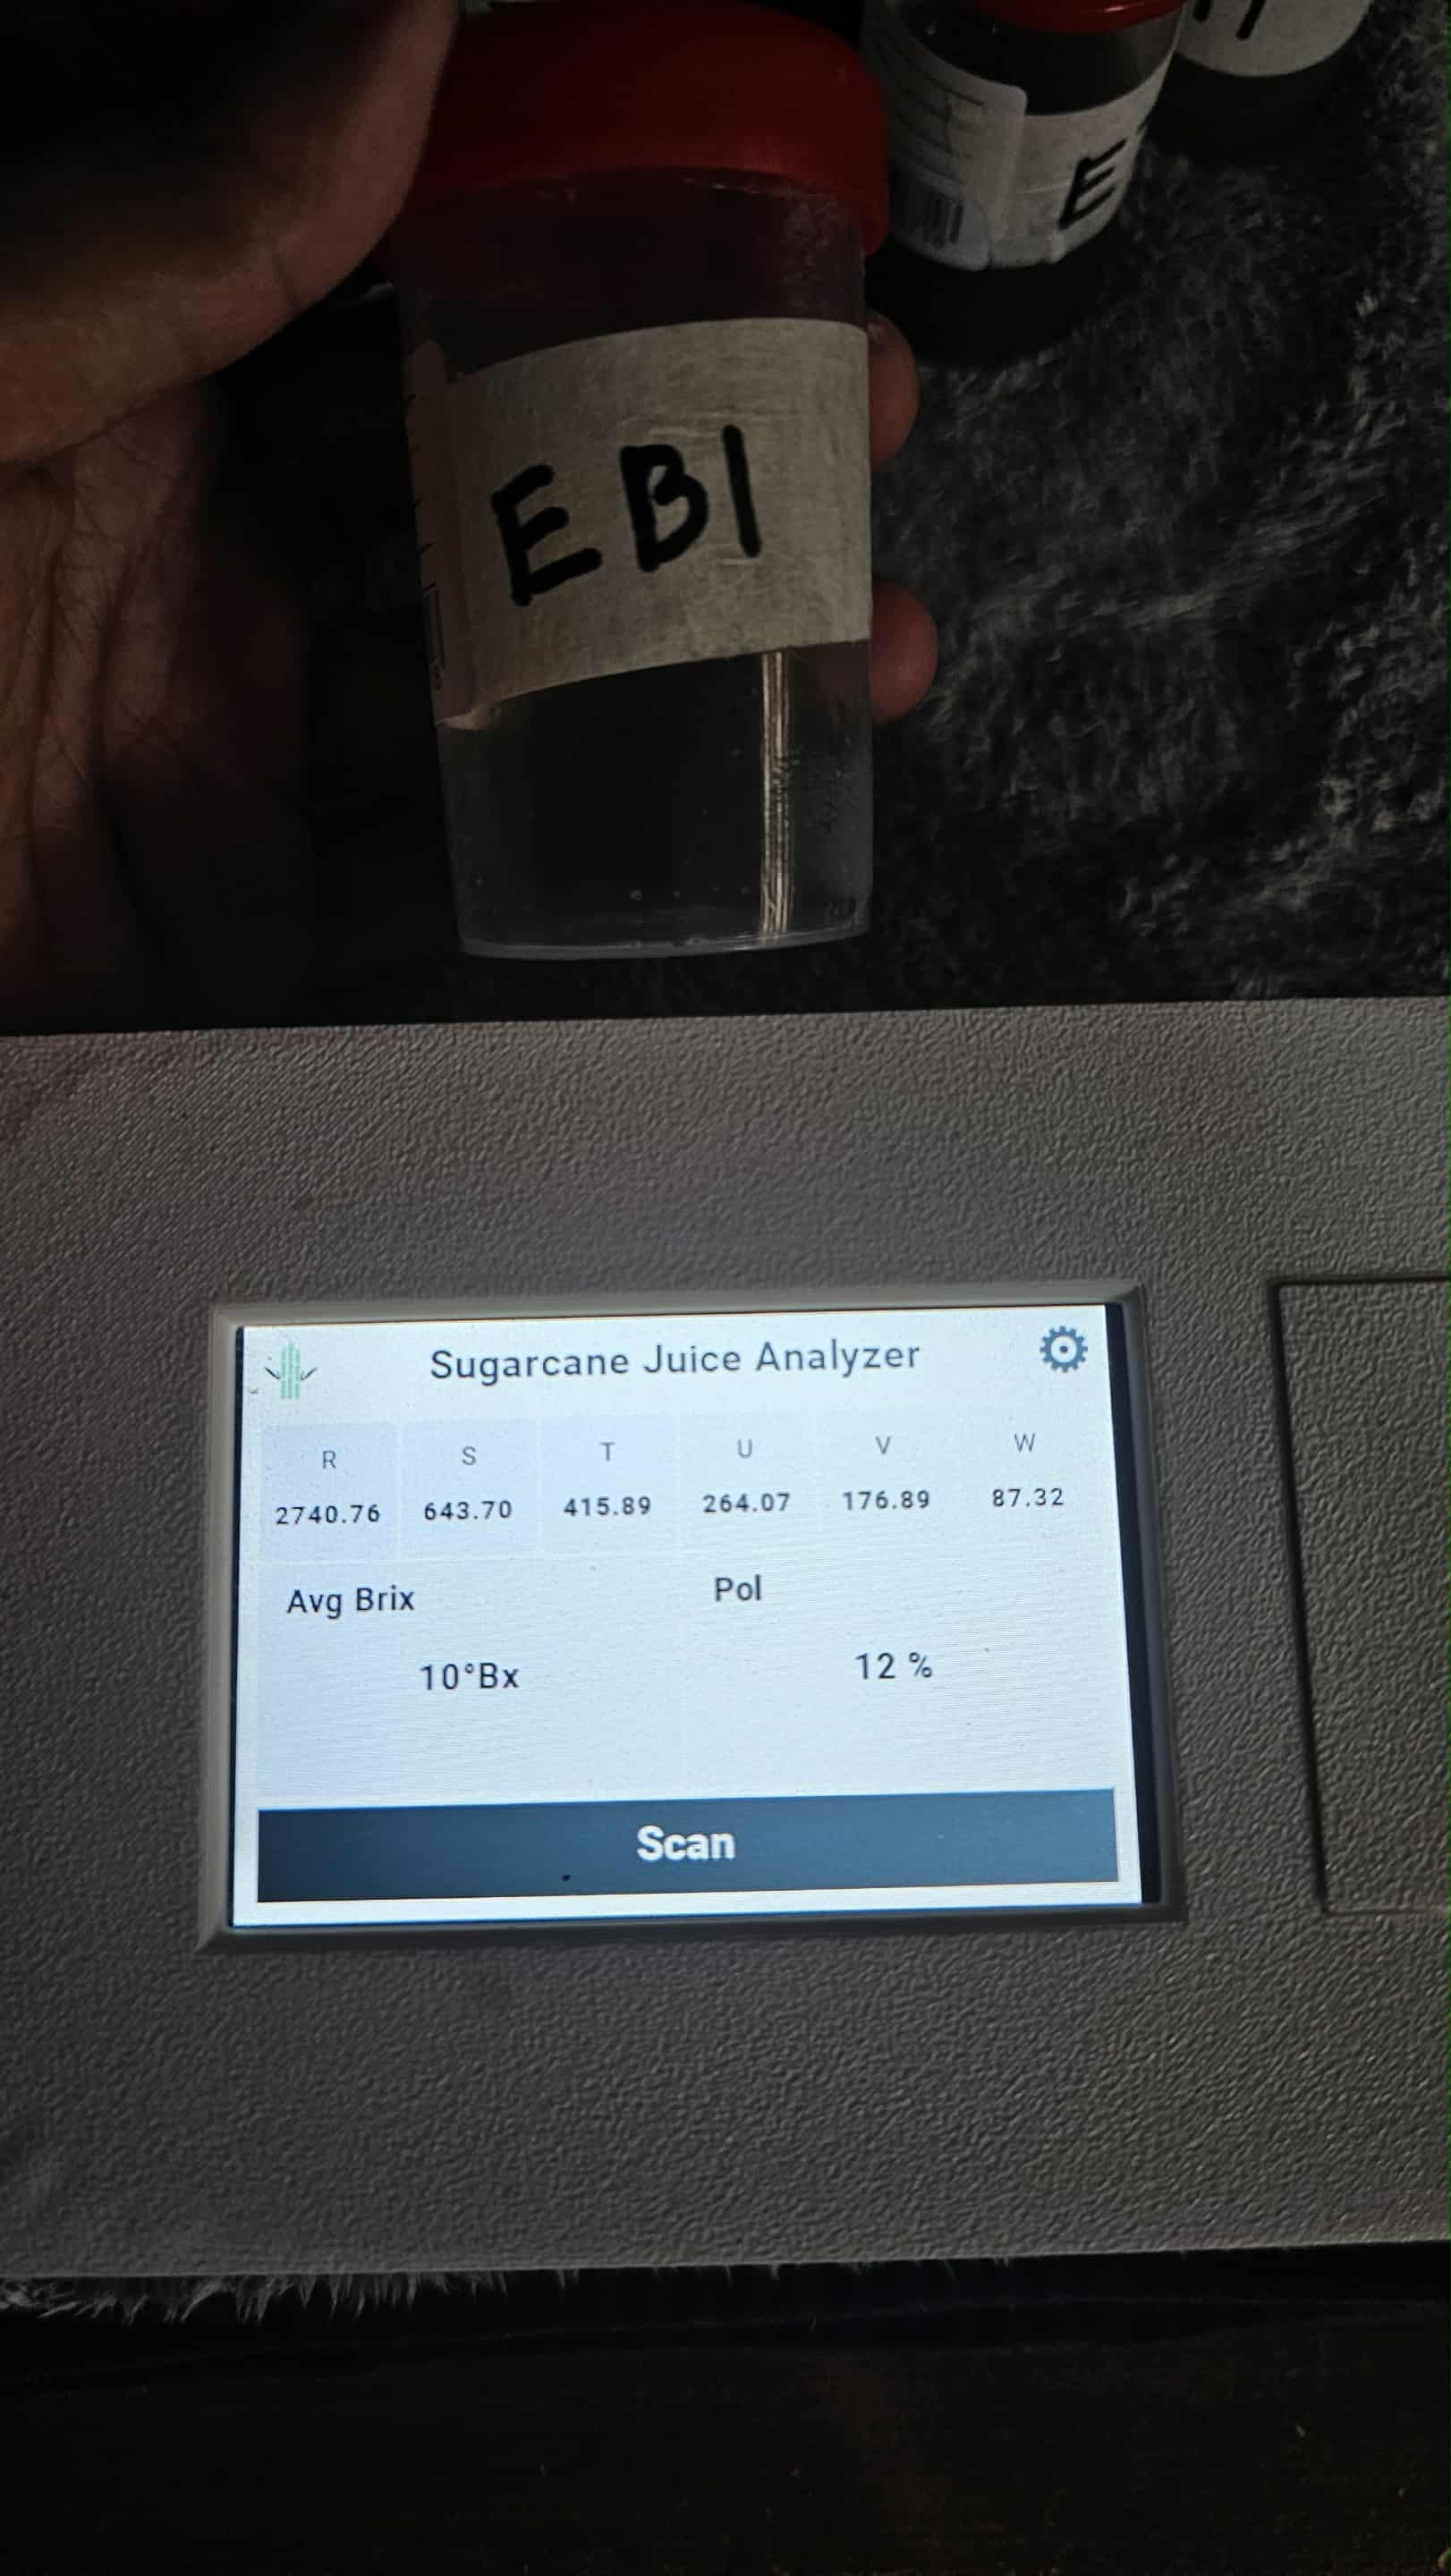 E
EB1
Sugarcane Juice Analyzer
R S T U V W
2740.76 643.70 415.89 264.07 176.89 87.32
Avg Brix Pol
10°Bx 12 %
Scan